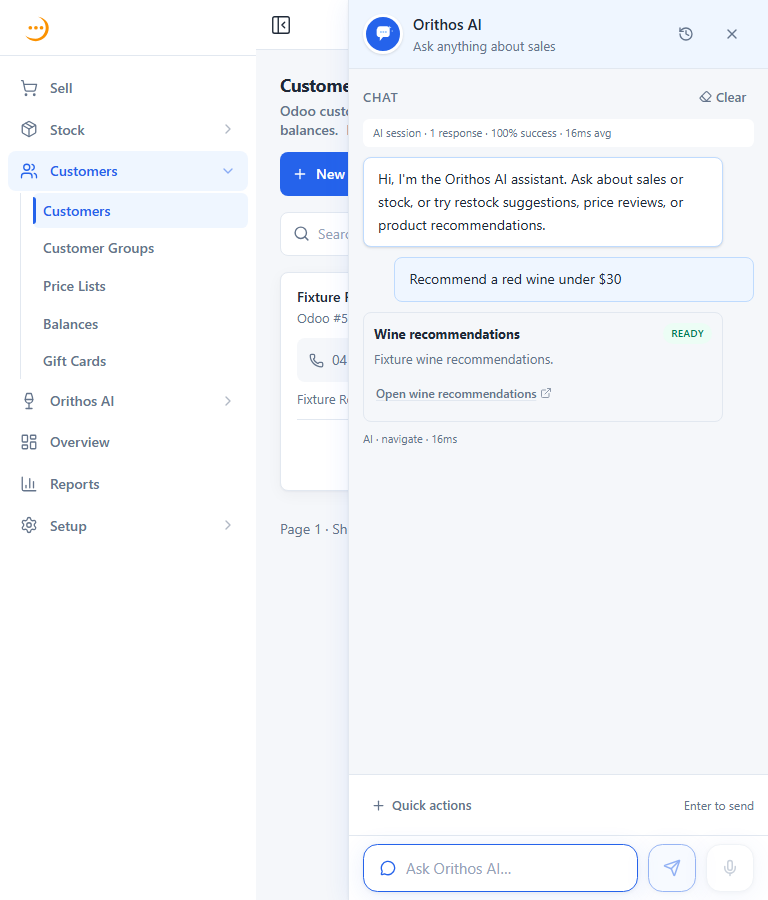 Sell
Stock
Customers
Customers
Customer Groups
Price Lists
Balances
Gift Cards
Orithos AI
Overview
Reports
Setup
Custome
Odoo cust
balances.
New
Searc
Fixture
Odoo #5
04
Fixture
Page 1 · Sh
Orithos AI
Ask anything about sales
CHAT
Clear
AI session · 1 response · 100% success · 16ms avg
Hi, I'm the Orithos AI assistant. Ask about sales or
stock, or try restock suggestions, price reviews, or
product recommendations.
Recommend a red wine under $30
Wine recommendations
READY
Fixture wine recommendations.
Open wine recommendations
AI · navigate · 16ms
Quick actions
Enter to send
Ask Orithos AI...